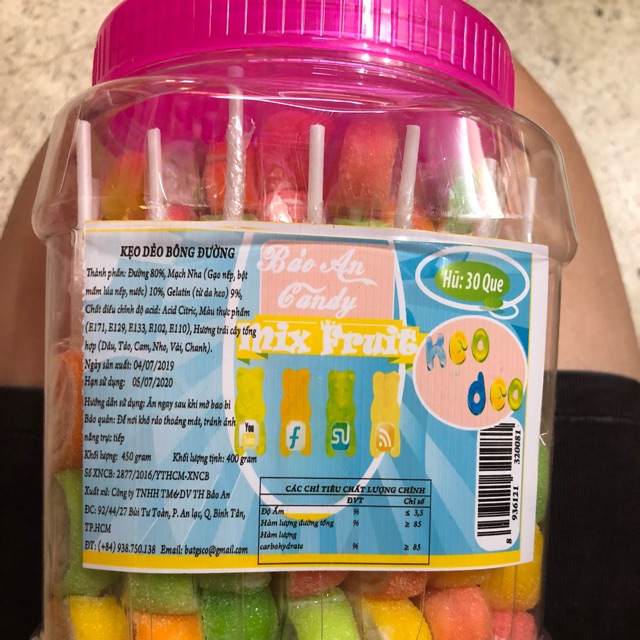 KẸO DẺO BÔNG ĐƯỜNG
Thành phần: Đường 80%, Mạch Nha (Gạo nếp, bột
mầm lúa nếp, nước) 10%, Gelatin (từ da heo) 9%,
Chất điều chỉnh độ acid: Acid Citric, Màu thực phẩm
(E171, E129, E133, E102, E110), Hương trái cây tổng
hợp (Dâu, Táo, Cam, Nho, Vải, Chanh).
Ngày sản xuất: 04/07/2019
Hạn sử dụng: 05/07/2020
Hướng dẫn sử dụng: Ăn ngay sau khi mở bao bì
Bảo quản: Để nơi khô ráo thoáng mát, tránh ánh
nắng trực tiếp
Khối lượng: 450 gram Khối lượng tịnh: 400 gram
Số XNCB: 2877/2016/YTHCM-XNCB
Xuất xứ: Công ty TNHH TM&DV TH Bảo An
ĐC: 92/44/27 Bùi Tư Toàn, P. An lạc, Q. Bình Tân,
TP.HCM
ĐT: (+84) 938.750.138 Email: batgsco@gmail.com
Bảo An
Candy
Mix Fruit
You
Tube
f
Hũ: 30 Que
kẹo
dẻo
CÁC CHỈ TIÊU CHẤT LƯỢNG CHÍNH
ĐVT Chỉ số
Độ Ẩm % ≤ 3,5
Hàm lượng đường tổng % ≥ 85
Hàm lượng
carbohydrate % ≥ 85
8 936121 320081